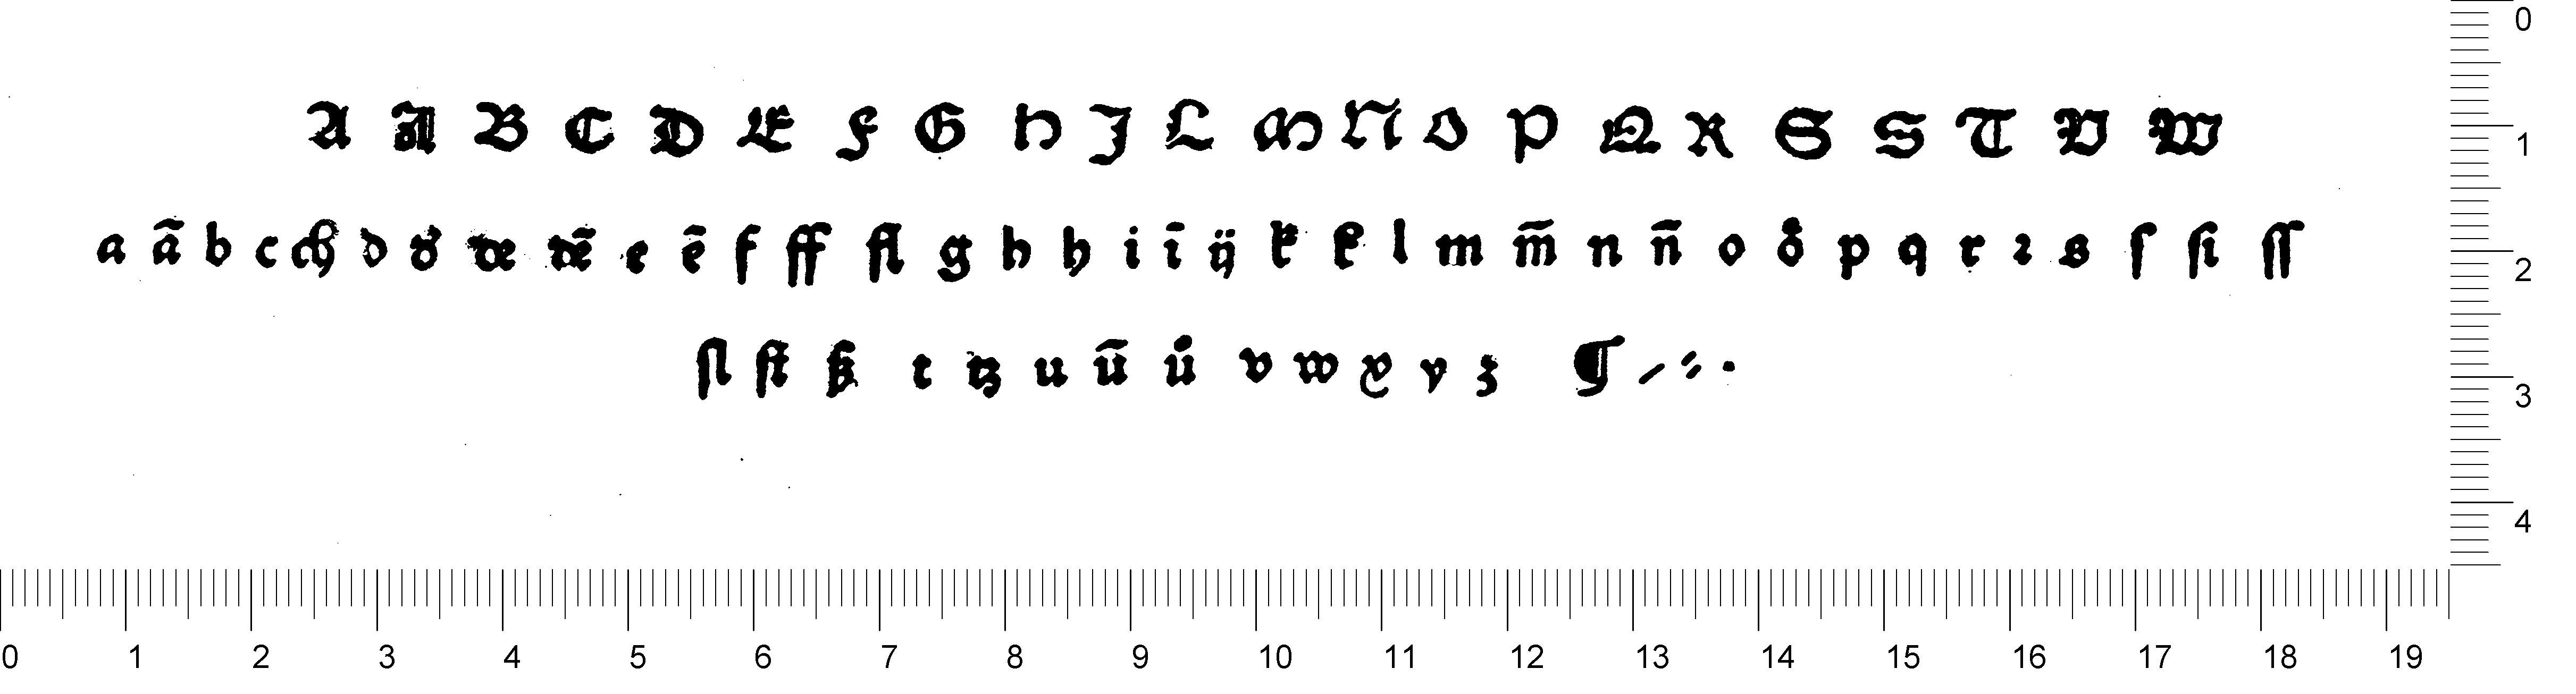 A A B C D E F G H J L M N O P Q R S S T V W
a ã b c ch d d᷒ de dẽ e ẽ f ff fl g h h i ĩ ÿ k k l m m̃ n ñ o oͤ p q r ꝛ s ſ ſi ſſ
ſl ſt ß t tz u ũ uͤ v w x y z ¶ / ⸗ .
0
1
2
3
4
0 1 2 3 4 5 6 7 8 9 10 11 12 13 14 15 16 17 18 19